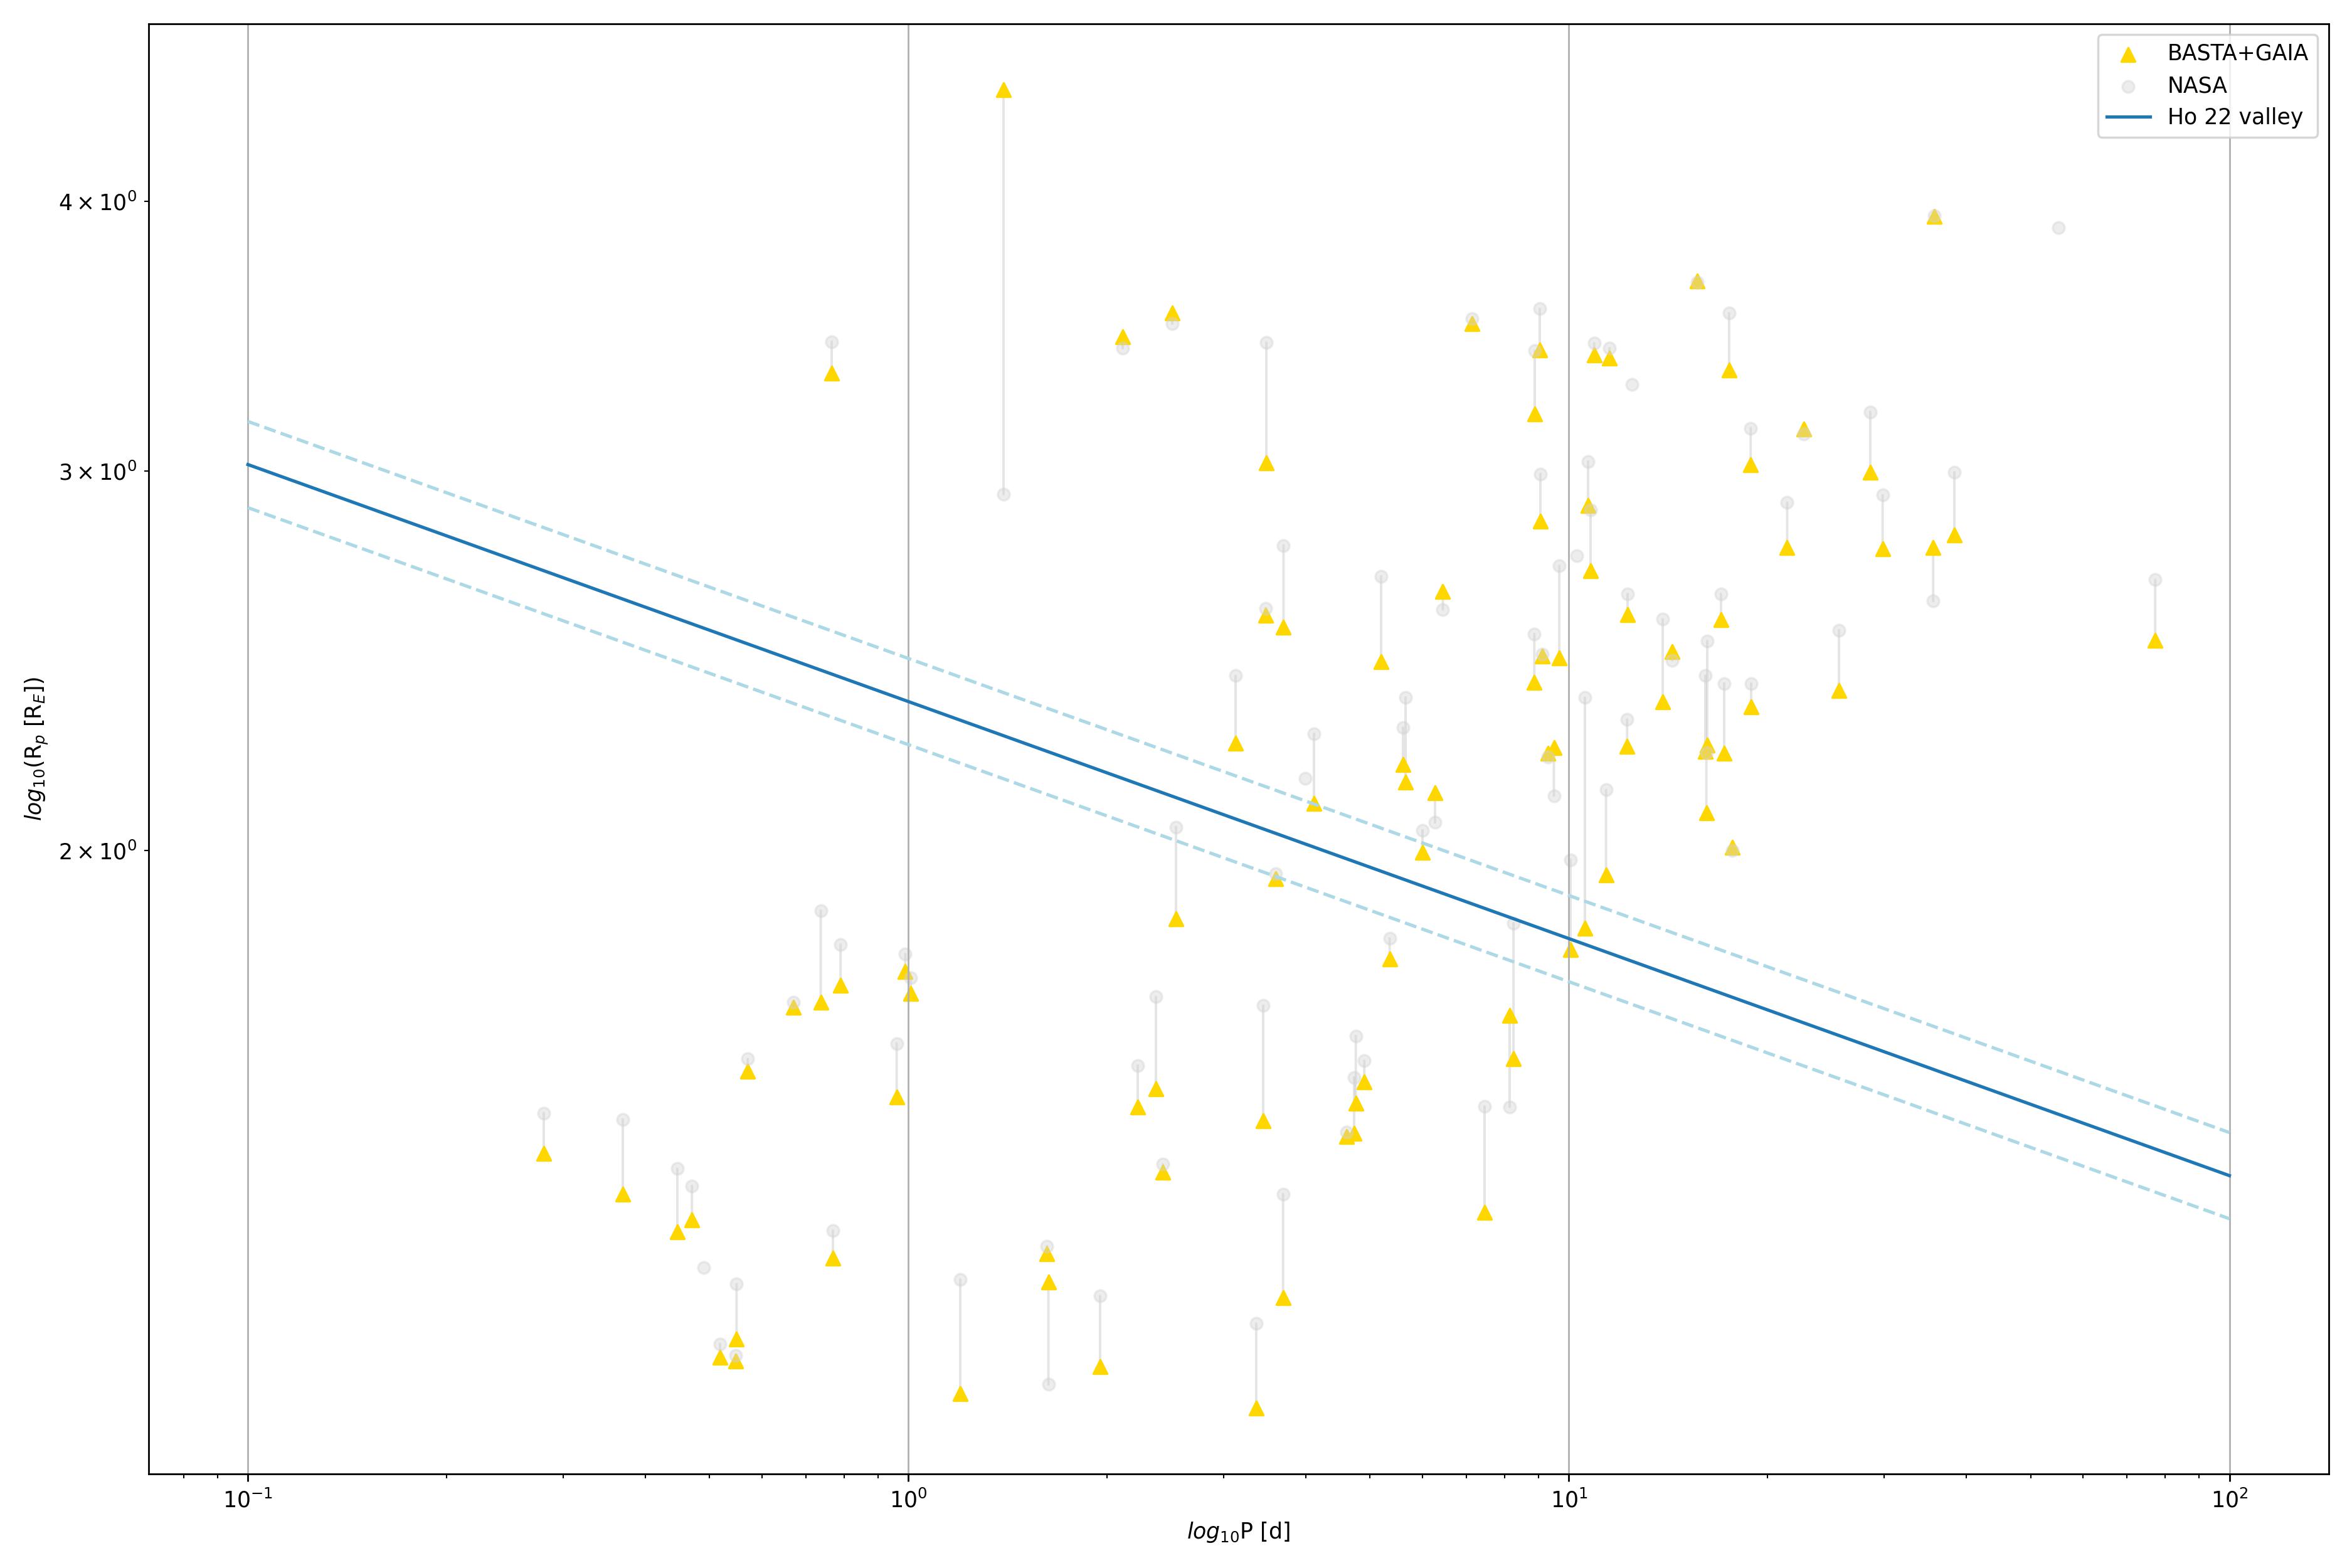 BASTA+GAIA
NASA
Ho 22 valley
4 × 10⁰
3 × 10⁰
2 × 10⁰
log₁₀(Rₚ [R_E])
10⁻¹
10⁰
10¹
10²
log₁₀P [d]